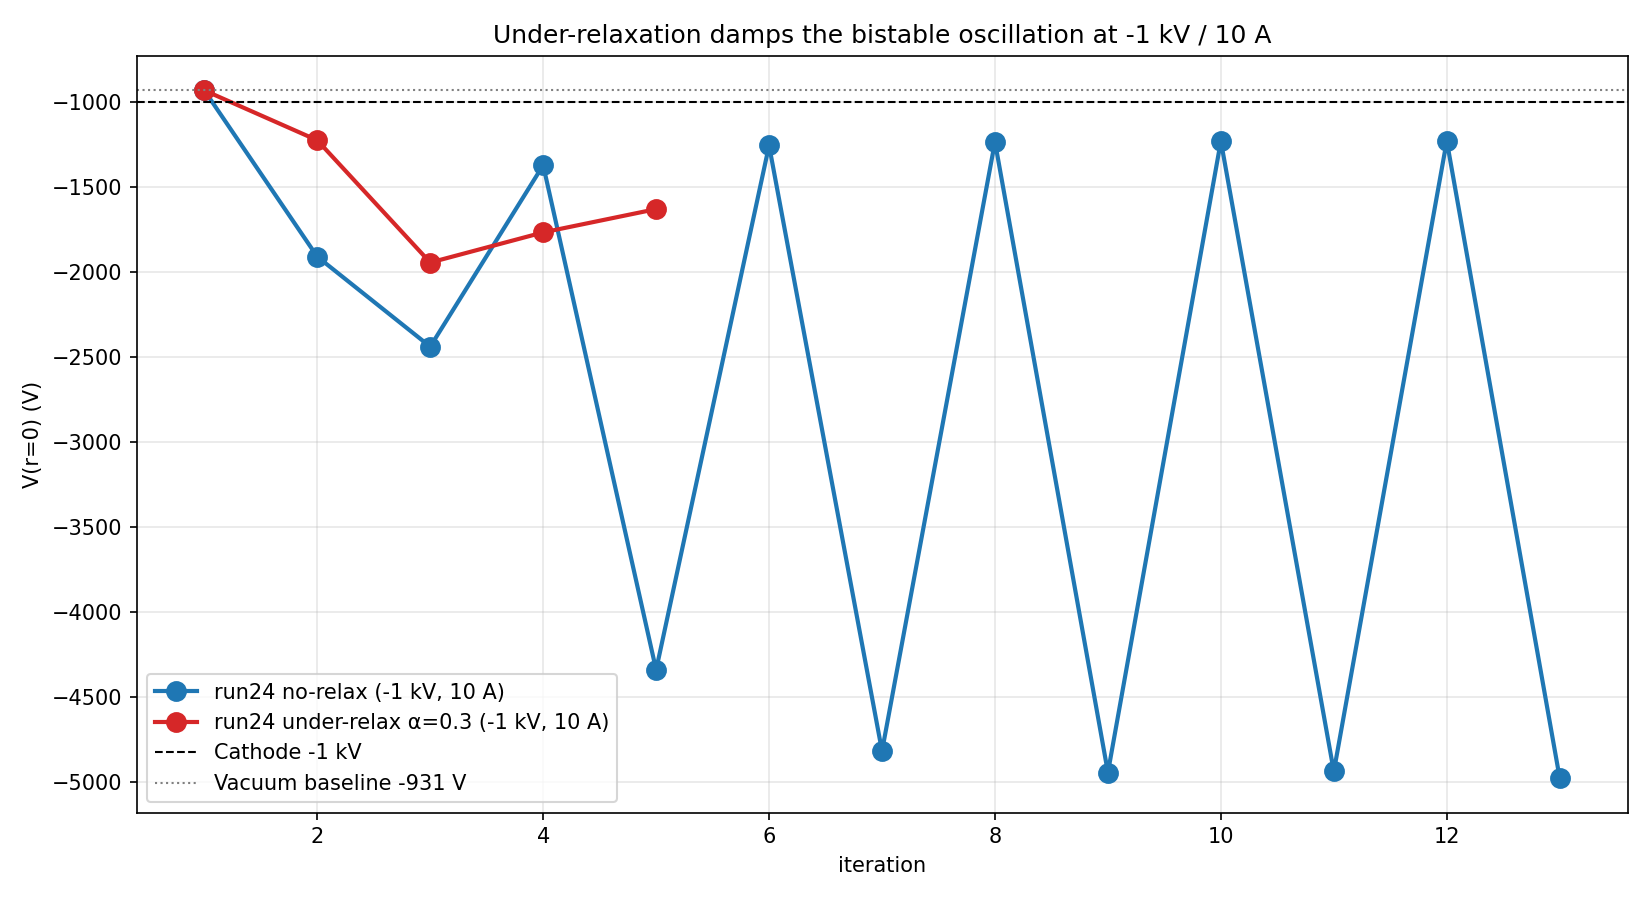 Under-relaxation damps the bistable oscillation at -1 kV / 10 A
V(r=0) (V)
−1000
−1500
−2000
−2500
−3000
−3500
−4000
−4500
−5000
run24 no-relax (-1 kV, 10 A)
run24 under-relax α=0.3 (-1 kV, 10 A)
Cathode -1 kV
Vacuum baseline -931 V
2 4 6 8 10 12
iteration